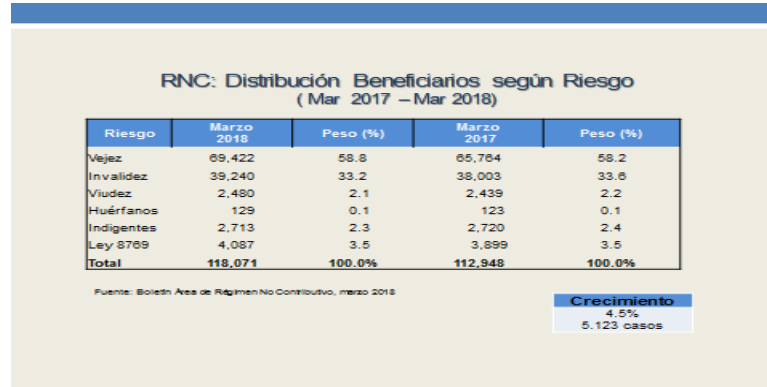 RNC: Distribución Beneficiarios según Riesgo
( Mar 2017 – Mar 2018)
Riesgo Marzo 2018 Peso (%) Marzo 2017 Peso (%)
Vejez 69,422 58.8 65,764 58.2
Invalidez 39,240 33.2 38,003 33.6
Viudez 2,480 2.1 2,439 2.2
Huérfanos 129 0.1 123 0.1
Indigentes 2,713 2.3 2,720 2.4
Ley 8769 4,087 3.5 3,899 3.5
Total 118,071 100.0% 112,948 100.0%
Fuente: Boletín Área de Régimen No Contributivo, marzo 2018
Crecimiento
4.5%
5.123 casos